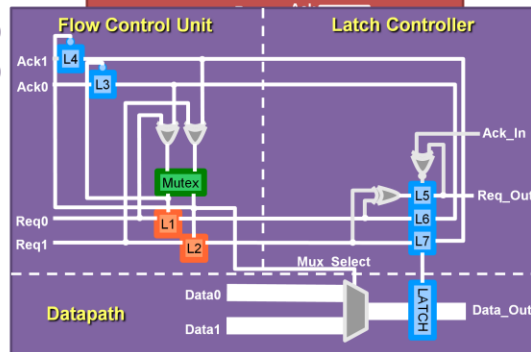 Ack
Flow Control Unit
Latch Controller
Ack1
L4
Ack0
L3
Ack_In
Mutex
L5
Req_Out
Req0
L1
L6
Req1
L2
L7
Mux_Select
Data0
LATCH
Data_Out
Datapath
Data1